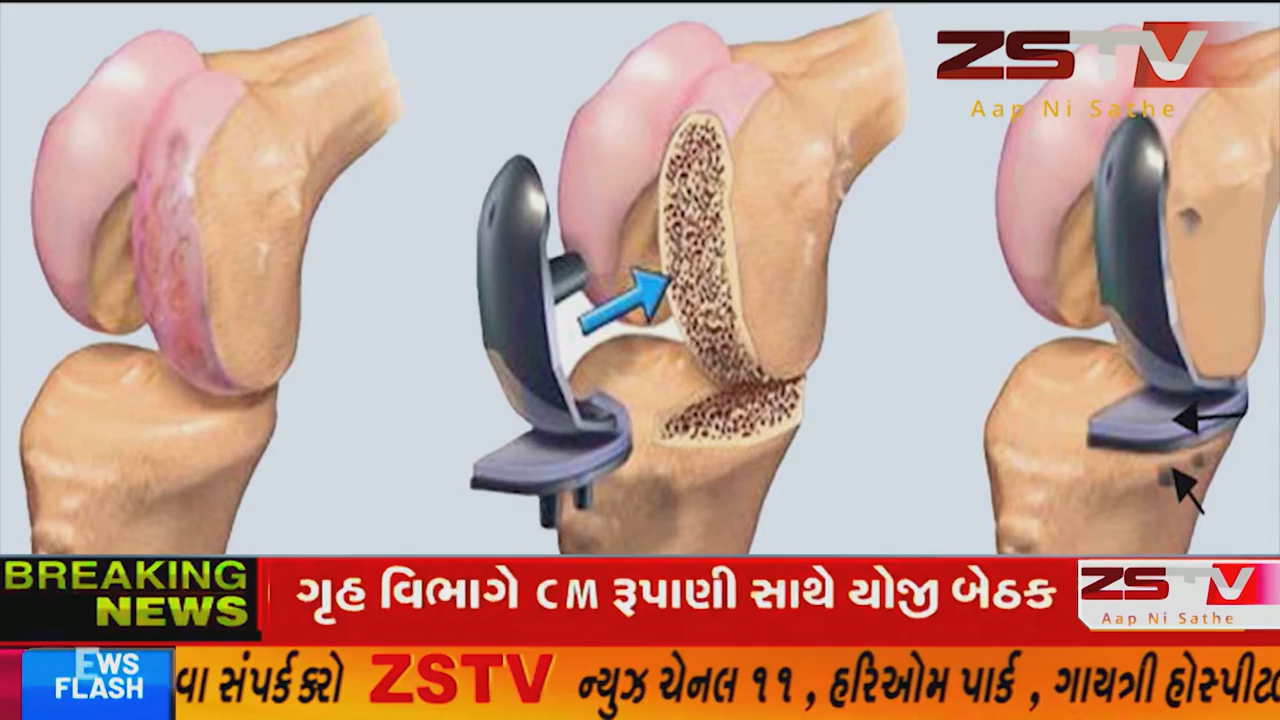 ZSTV
Aap Ni Sathe
BREAKING NEWS
ગૃહ વિભાગે CM રૂપાણી સાથે યોજી બેઠક
ZSTV
Aap Ni Sathe
EWS FLASH
વા સંપર્ક કરો ZSTV ન્યુઝ ચેનલ ૧૧ , હરિઓમ પાર્ક , ગાયત્રી હોસ્પીટલ